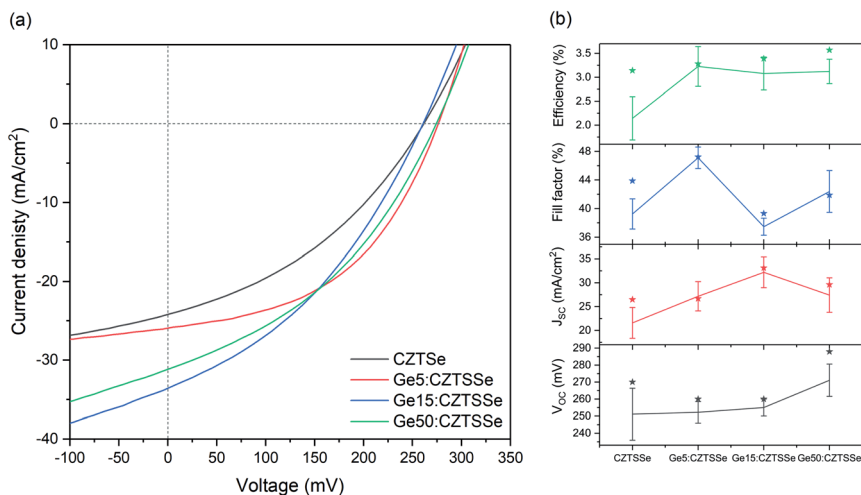 (a)
10
0
-10
-20
-30
-40
-100
-50
0
50
100
150
200
250
300
350
Current denisty (mA/cm²)
Voltage (mV)
CZTSe
Ge5:CZTSSe
Ge15:CZTSSe
Ge50:CZTSSe
(b)
Efficiency (%)
3.5
3.0
2.5
2.0
Fill factor (%)
48
44
40
36
J_SC (mA/cm²)
35
30
25
20
V_OC (mV)
290
280
270
260
250
240
CZTSSe
Ge5:CZTSSe
Ge15:CZTSSe
Ge50:CZTSSe